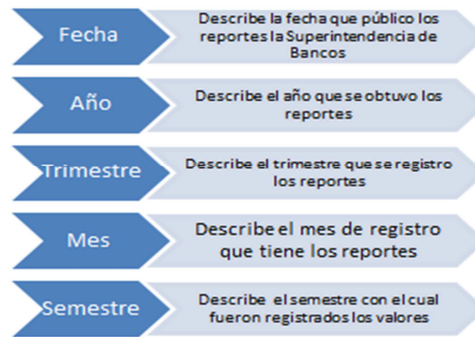 Fecha
Describe la fecha que público los
reportes la Superintendencia de
Bancos
Año
Describe el año que se obtuvo los
reportes
Trimestre
Describe el trimestre que se registro
los reportes
Mes
Describe el mes de registro
que tiene los reportes
Semestre
Describe el semestre con el cual
fueron registrados los valores